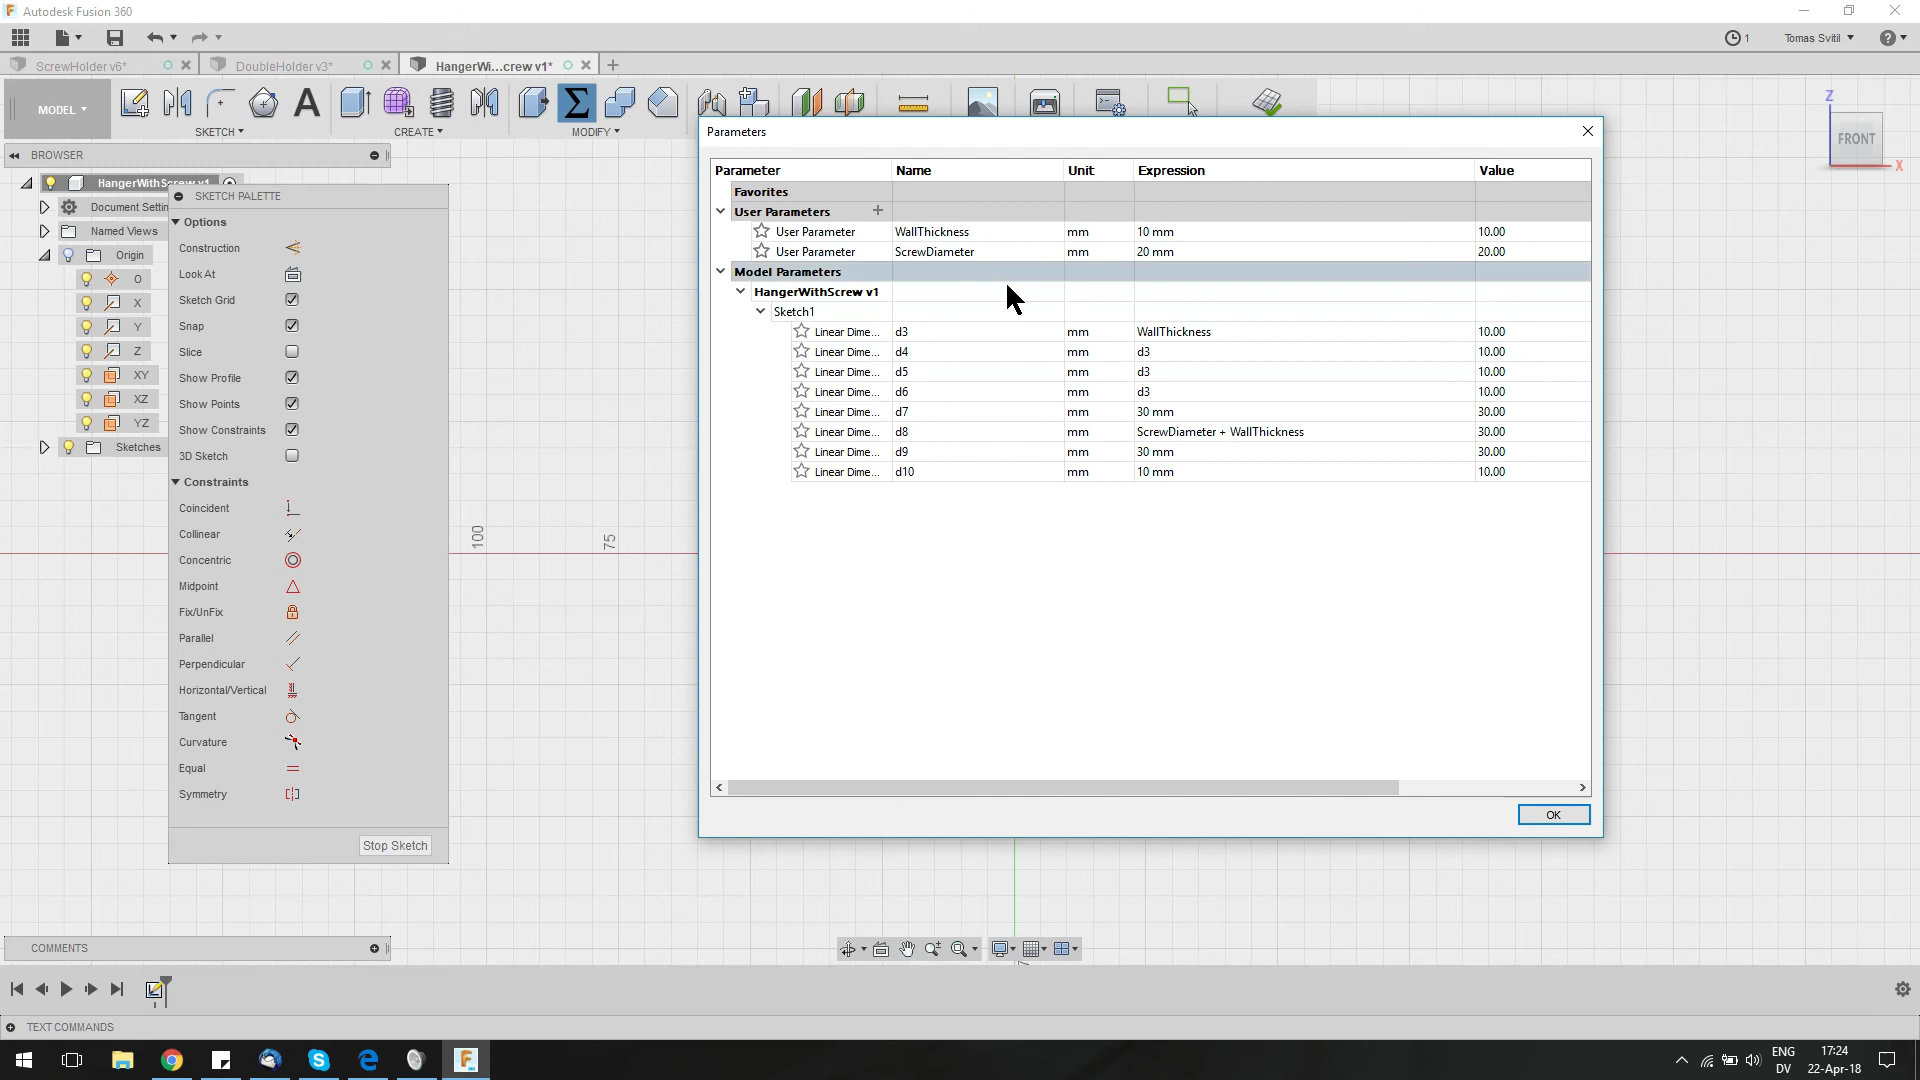 Autodesk Fusion 360
1
Tomas Svitil
ScrewHolder v6*
DoubleHolder v3*
HangerWi...crew v1*
MODEL
SKETCH
CREATE
MODIFY
Z
FRONT
X
BROWSER
HangerWithScrew v1
Document Settin
Named Views
Origin
O
X
Y
Z
XY
XZ
YZ
Sketches
SKETCH PALETTE
Options
Construction
Look At
Sketch Grid
Snap
Slice
Show Profile
Show Points
Show Constraints
3D Sketch
Constraints
Coincident
Collinear
Concentric
Midpoint
Fix/UnFix
Parallel
Perpendicular
Horizontal/Vertical
Tangent
Curvature
Equal
Symmetry
Stop Sketch
100
75
Parameters
Parameter Name Unit Expression Value
Favorites
User Parameters
User Parameter WallThickness mm 10 mm 10.00
User Parameter ScrewDiameter mm 20 mm 20.00
Model Parameters
HangerWithScrew v1
Sketch1
Linear Dime... d3 mm WallThickness 10.00
Linear Dime... d4 mm d3 10.00
Linear Dime... d5 mm d3 10.00
Linear Dime... d6 mm d3 10.00
Linear Dime... d7 mm 30 mm 30.00
Linear Dime... d8 mm ScrewDiameter + WallThickness 30.00
Linear Dime... d9 mm 30 mm 30.00
Linear Dime... d10 mm 10 mm 10.00
OK
COMMENTS
TEXT COMMANDS
ENG
DV
17:24
22-Apr-18